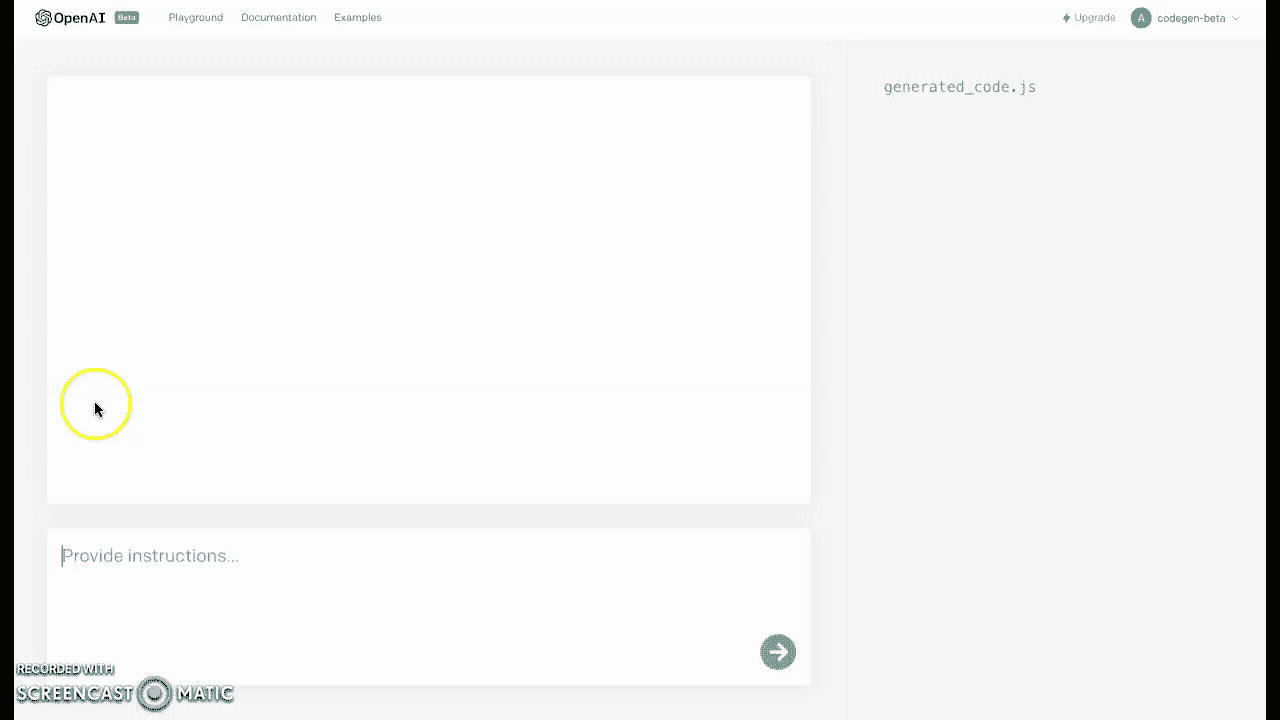 OpenAI Beta Playground Documentation Examples Upgrade A codegen-beta
generated_code.js
Provide instructions...
RECORDED WITH
SCREENCAST MATIC